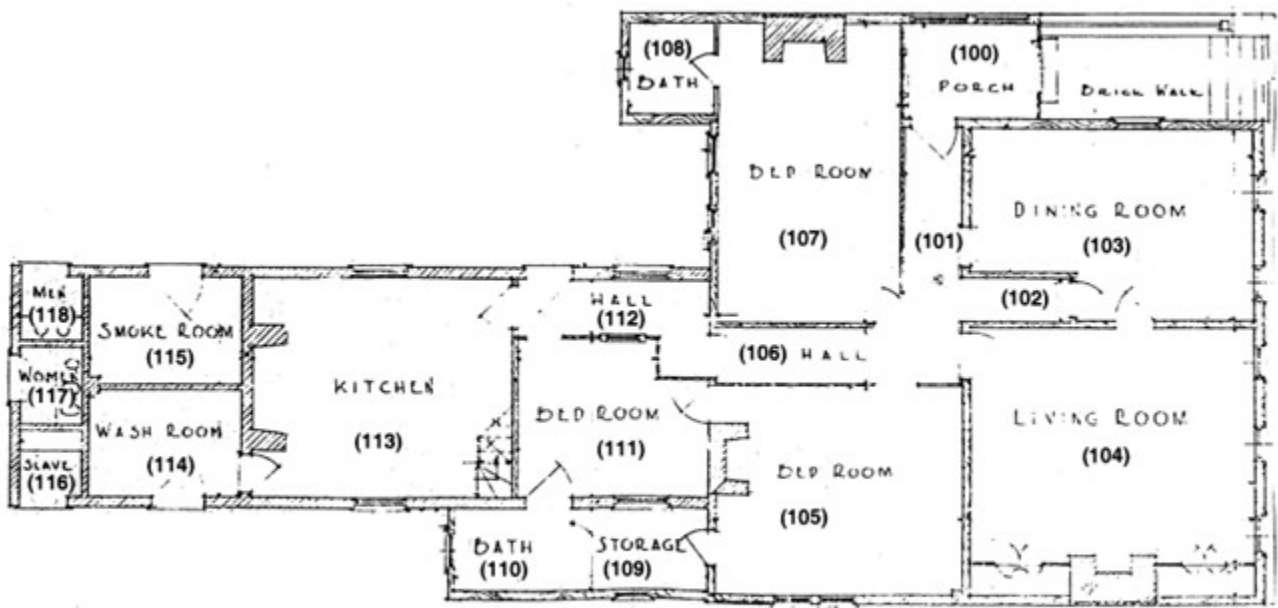 (108)
BATH
(100)
PORCH
BRICK WALK
BED ROOM
(107)
(101)
DINING ROOM
(103)
(102)
MEN
(118)
SMOKE ROOM
(115)
HALL
(112)
(106) HALL
WOMEN
(117)
KITCHEN
(113)
WASH ROOM
(114)
BED ROOM
(111)
LIVING ROOM
(104)
SLAVE
(116)
BED ROOM
(105)
BATH
(110)
STORAGE
(109)